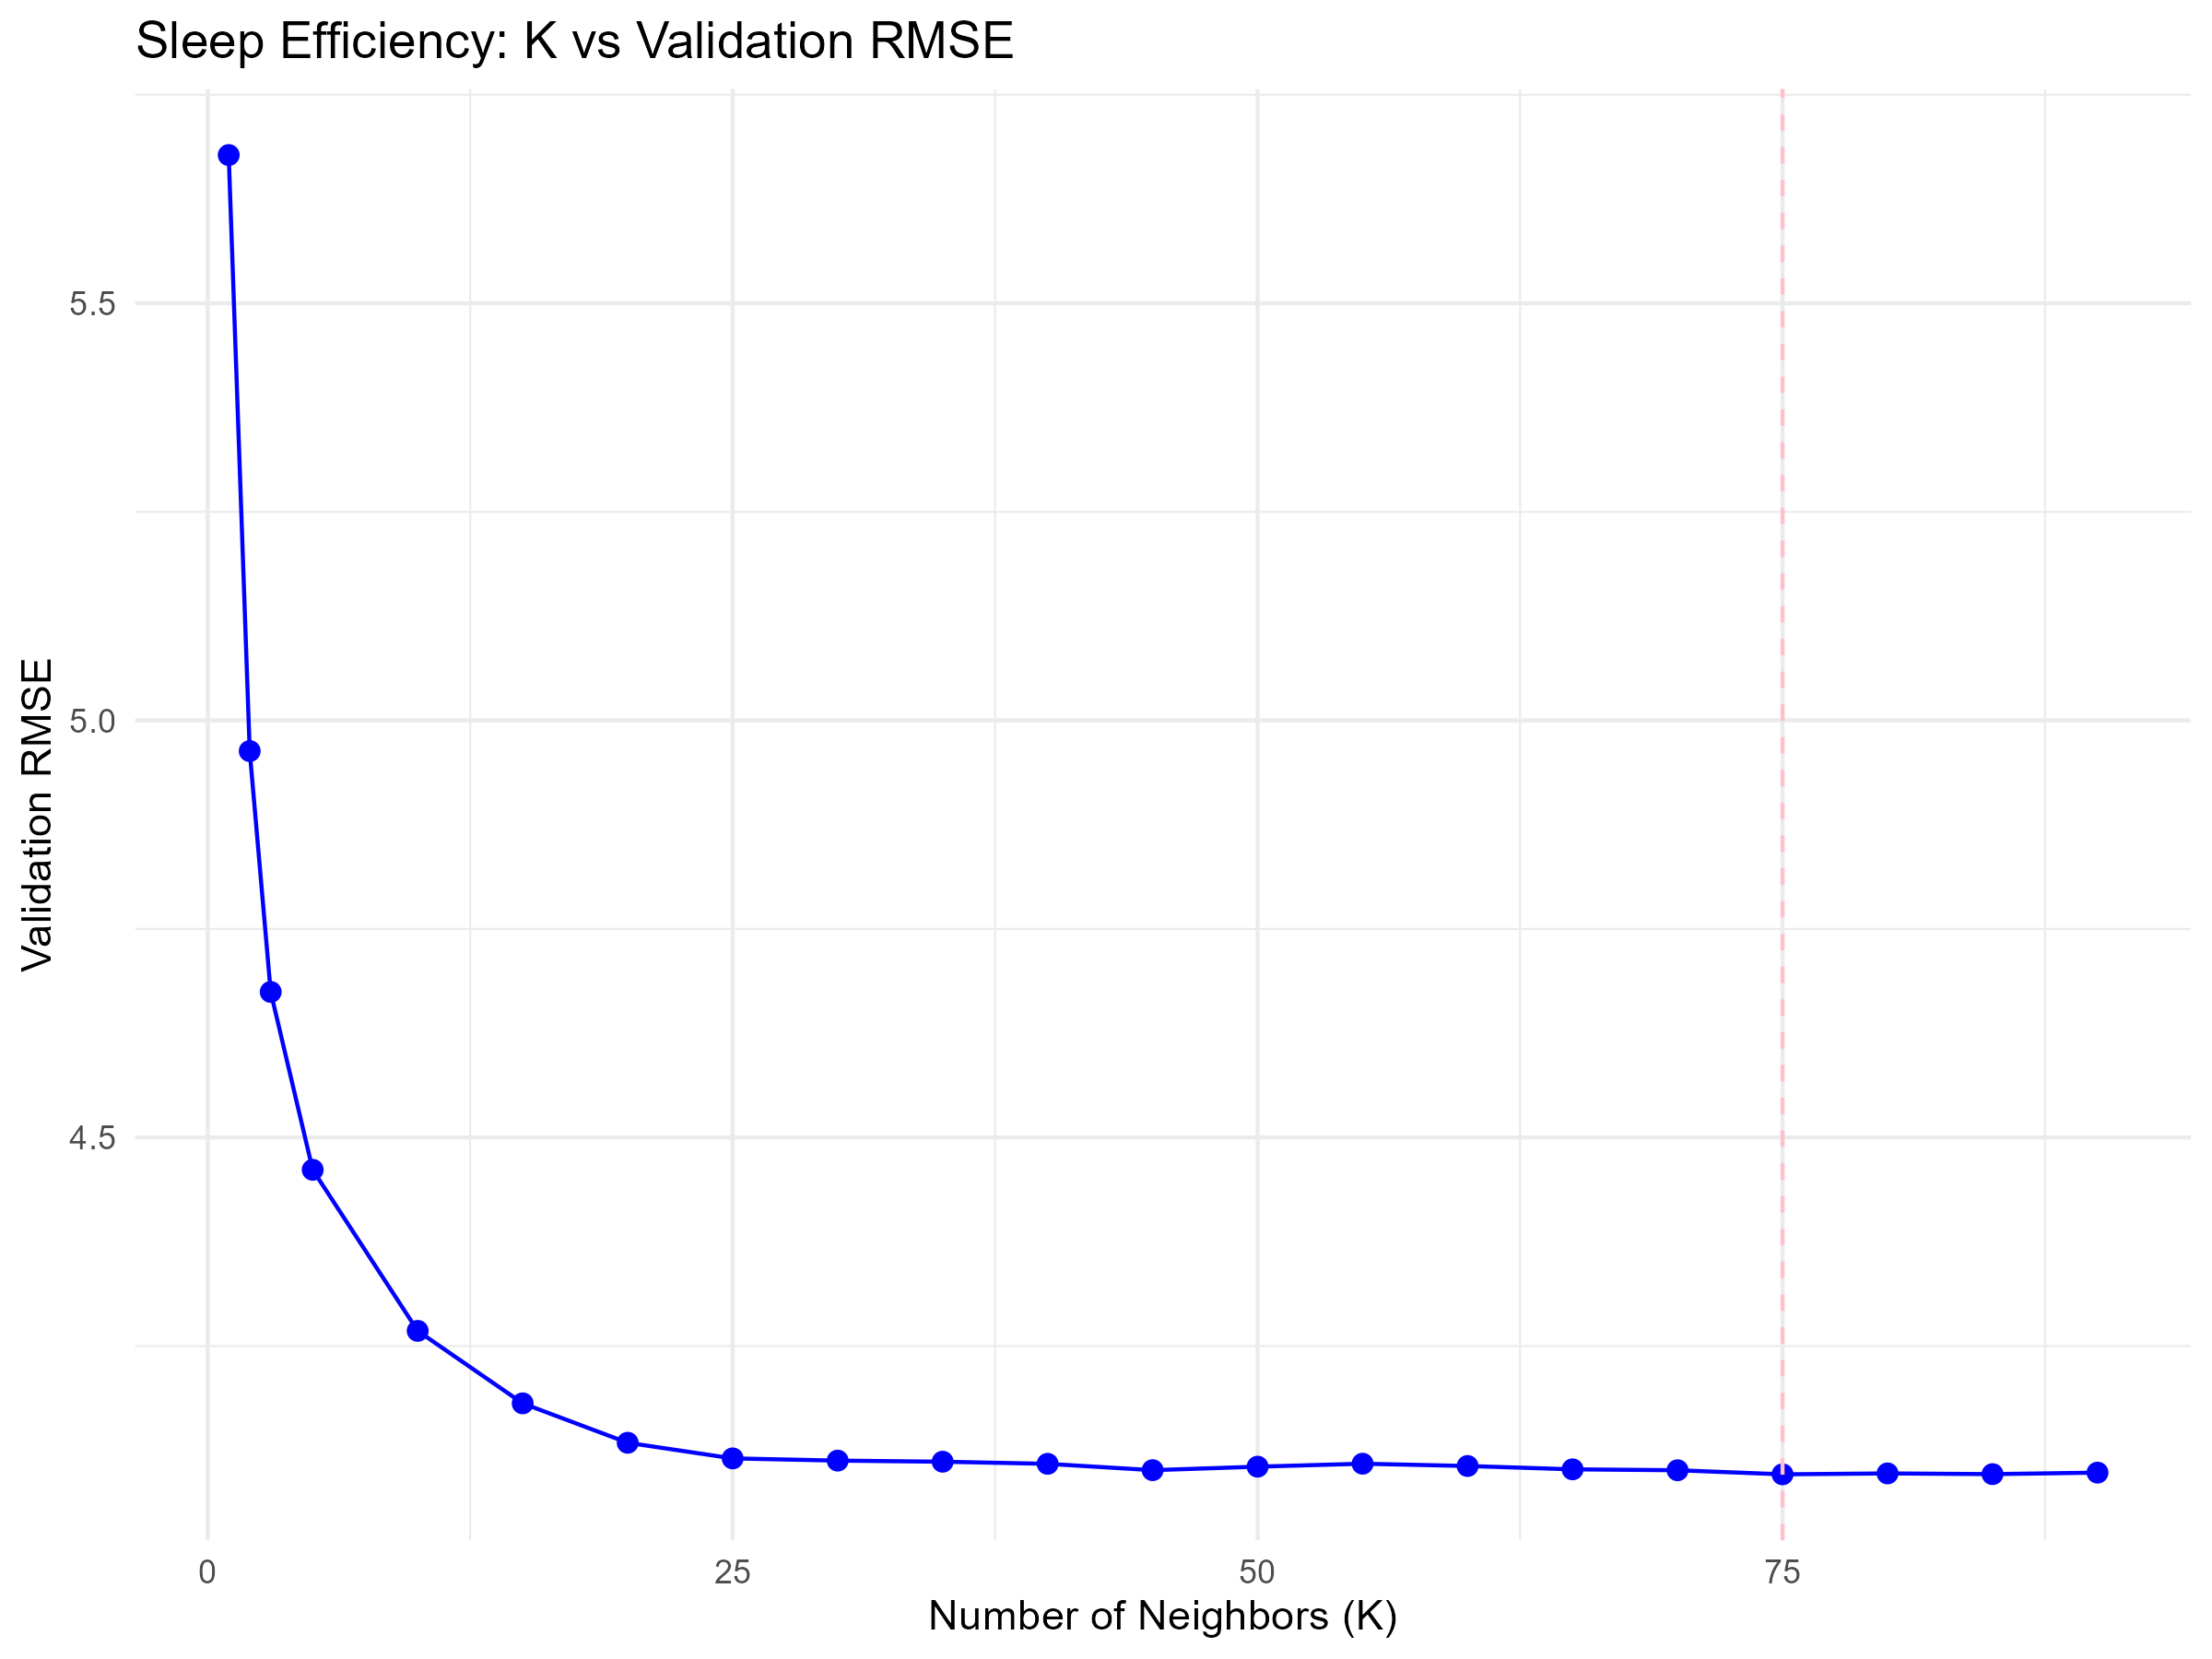 Sleep Efficiency: K vs Validation RMSE
Validation RMSE
5.5
5.0
4.5
0
25
50
75
Number of Neighbors (K)